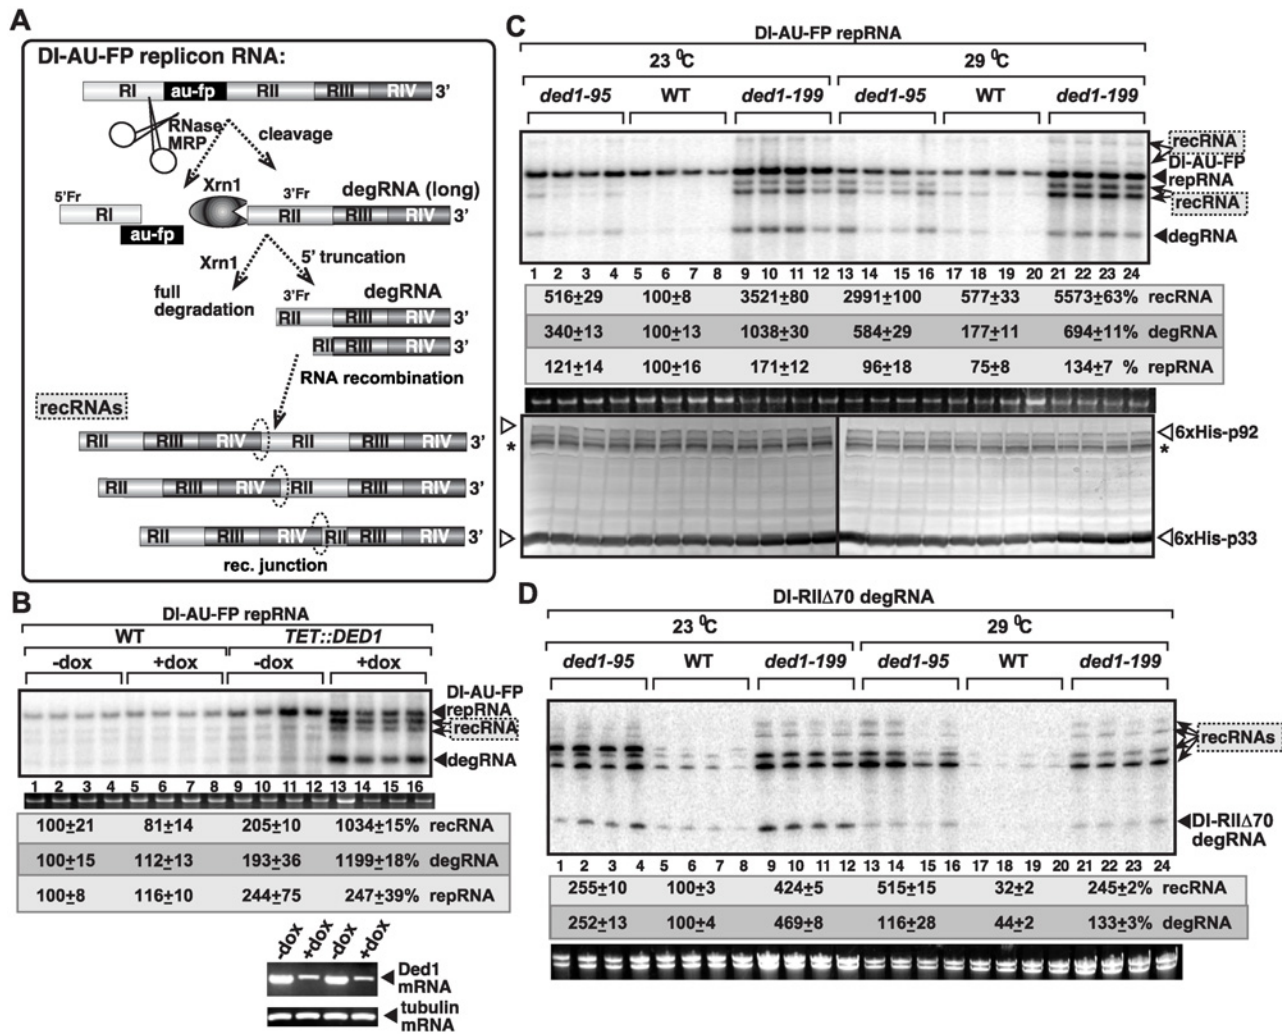 A
DI-AU-FP replicon RNA:
RI au-fp RII RIII RIV 3'
RNase
MRP
cleavage
5'Fr
Xrn1
3'Fr
degRNA (long)
RI
RII RIII RIV 3'
au-fp
Xrn1
5' truncation
full
degradation
3'Fr
degRNA
RII RIII RIV 3'
RII RIII RIV 3'
RNA recombination
recRNAs
RII RIII RIV RII RIII RIV 3'
RII RIII RIV RII RIII RIV 3'
RII RIII RIV RII RIII RIV 3'
rec. junction
B
DI-AU-FP repRNA
WT TET::DED1
-dox +dox -dox +dox
DI-AU-FP
repRNA
recRNA
degRNA
1 2 3 4 5 6 7 8 9 10 11 12 13 14 15 16
100±21 81±14 205±10 1034±15% recRNA
100±15 112±13 193±36 1199±18% degRNA
100±8 116±10 244±75 247±39% repRNA
-dox +dox -dox +dox
Ded1
mRNA
tubulin
mRNA
C
DI-AU-FP repRNA
23 ⁰C 29 ⁰C
ded1-95 WT ded1-199 ded1-95 WT ded1-199
recRNA
DI-AU-FP
repRNA
recRNA
degRNA
1 2 3 4 5 6 7 8 9 10 11 12 13 14 15 16 17 18 19 20 21 22 23 24
516±29 100±8 3521±80 2991±100 577±33 5573±63% recRNA
340±13 100±13 1038±30 584±29 177±11 694±11% degRNA
121±14 100±16 171±12 96±18 75±8 134±7 % repRNA
6xHis-p92
* *
6xHis-p33
D
DI-RIIΔ70 degRNA
23 ⁰C 29 ⁰C
ded1-95 WT ded1-199 ded1-95 WT ded1-199
recRNAs
DI-RIIΔ70
degRNA
1 2 3 4 5 6 7 8 9 10 11 12 13 14 15 16 17 18 19 20 21 22 23 24
255±10 100±3 424±5 515±15 32±2 245±2% recRNA
252±13 100±4 469±8 116±28 44±2 133±3% degRNA